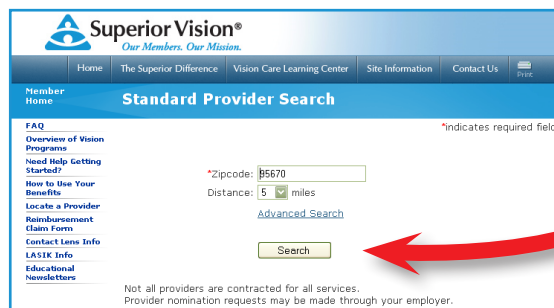 Superior Vision®
Our Members. Our Mission.
Home The Superior Difference Vision Care Learning Center Site Information Contact Us Print
Member
Home
Standard Provider Search
*indicates required field
FAQ
Overview of Vision
Programs
Need Help Getting
Started?
How to Use Your
Benefits
Locate a Provider
Reimbursement
Claim Form
Contact Lens Info
LASIK Info
Educational
Newsletters
*Zipcode: 95670
Distance: 5 miles
Advanced Search
Search
Not all providers are contracted for all services.
Provider nomination requests may be made through your employer.